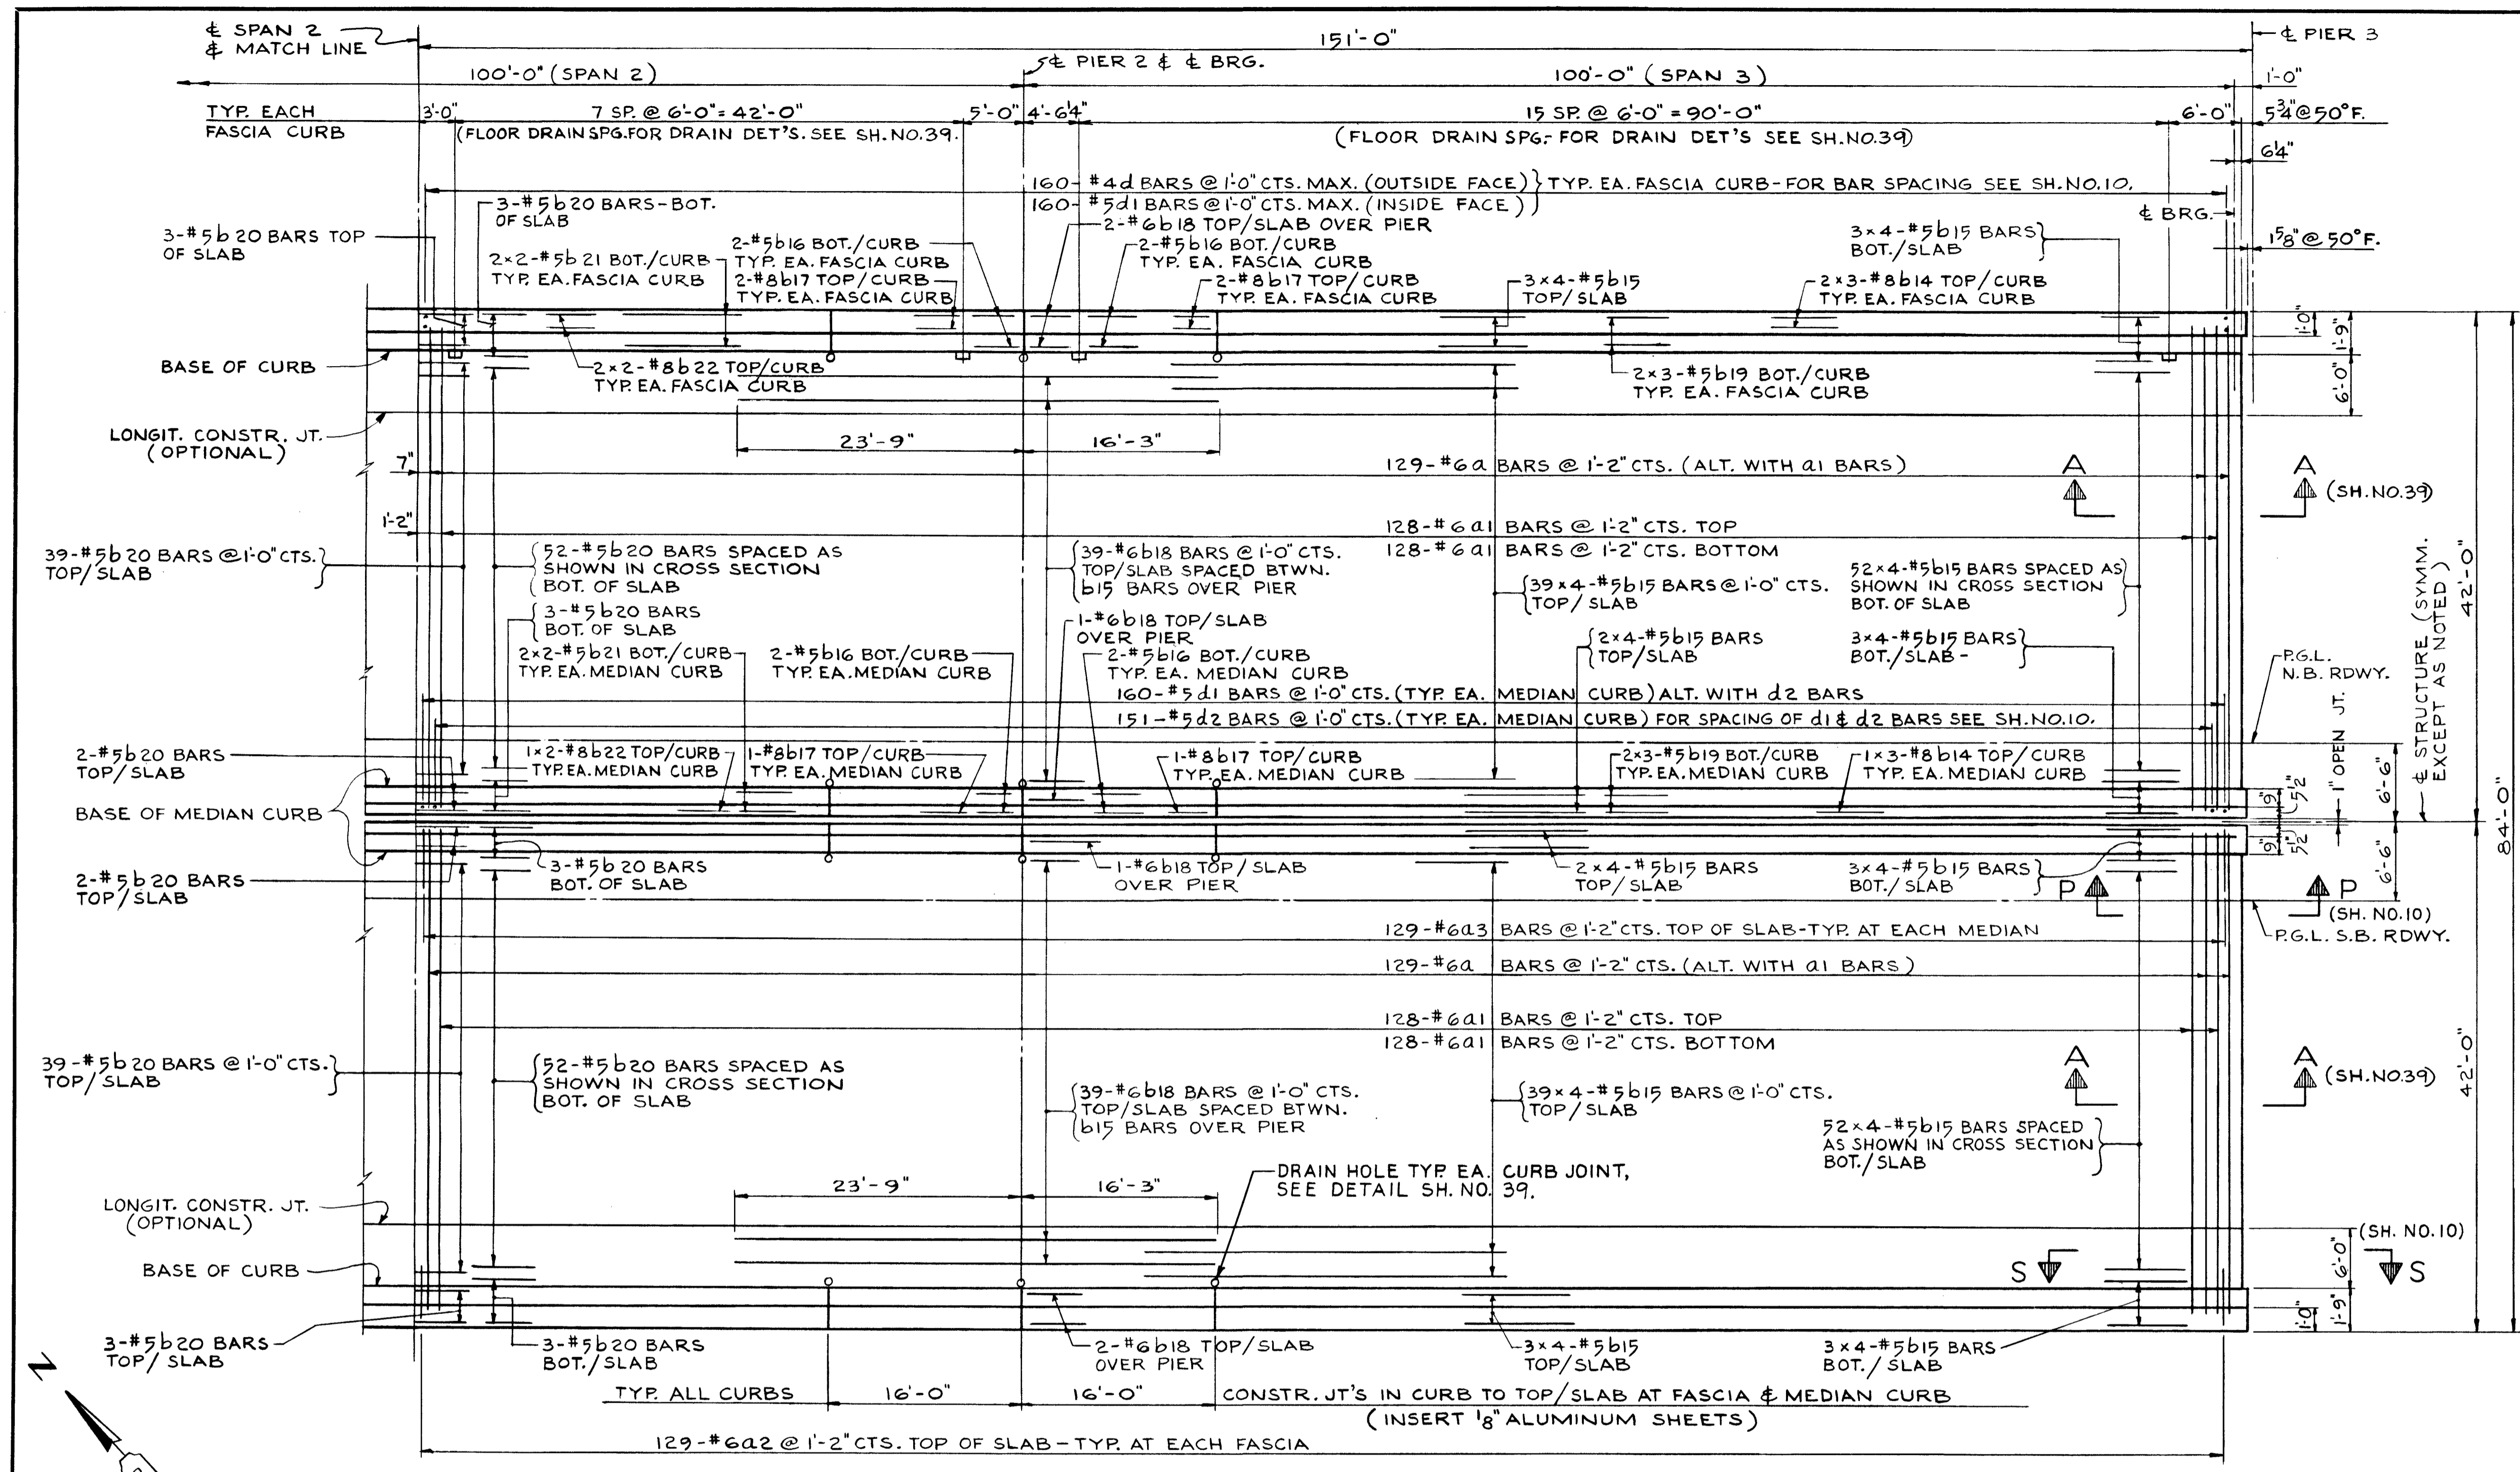 ℄ SPAN 2
℄ MATCH LINE
151'-0"
℄ PIER 3
100'-0" (SPAN 2)
℄ PIER 2 & ℄ BRG.
100'-0" (SPAN 3)
1'-0"
TYP. EACH
FASCIA CURB
3'-0"
7 SP. @ 6'-0" = 42'-0"
(FLOOR DRAIN SPG. FOR DRAIN DET'S. SEE SH. NO. 39.
5'-0"
4'-6¼"
15 SP. @ 6'-0" = 90'-0"
(FLOOR DRAIN SPG.- FOR DRAIN DET'S SEE SH. NO. 39)
6'-0"
5¾" @ 50°F.
6¼"
160- #4d BARS @ 1'-0" CTS. MAX. (OUTSIDE FACE)
160- #5d1 BARS @ 1'-0" CTS. MAX. (INSIDE FACE)
TYP. EA. FASCIA CURB - FOR BAR SPACING SEE SH. NO. 10.
℄ BRG.
1⅝" @ 50°F.
3-#5b20 BARS TOP
OF SLAB
3-#5b20 BARS-BOT.
OF SLAB
2×2-#5b21 BOT./CURB
TYP. EA. FASCIA CURB
2-#5b16 BOT./CURB
TYP. EA. FASCIA CURB
2-#8b17 TOP/CURB
TYP. EA. FASCIA CURB
2-#6b18 TOP/SLAB OVER PIER
2-#5b16 BOT./CURB
TYP. EA. FASCIA CURB
2-#8b17 TOP/CURB
TYP. EA. FASCIA CURB
3×4-#5b15
TOP/SLAB
3×4-#5b15 BARS
BOT./SLAB
2×3-#8b14 TOP/CURB
TYP. EA. FASCIA CURB
1'-0"
1'-9"
6'-0"
BASE OF CURB
2×2-#8b22 TOP/CURB
TYP. EA. FASCIA CURB
2×3-#5b19 BOT./CURB
TYP. EA. FASCIA CURB
LONGIT. CONSTR. JT.
(OPTIONAL)
23'-9"
16'-3"
7"
129-#6a BARS @ 1'-2" CTS. (ALT. WITH a1 BARS)
A
A
(SH. NO. 39)
1'-2"
128-#6a1 BARS @ 1'-2" CTS. TOP
128-#6a1 BARS @ 1'-2" CTS. BOTTOM
39-#5b20 BARS @ 1'-0" CTS.
TOP/SLAB
52-#5b20 BARS SPACED AS
SHOWN IN CROSS SECTION
BOT. OF SLAB
39-#6b18 BARS @ 1'-0" CTS.
TOP/SLAB SPACED BTWN.
b15 BARS OVER PIER
39×4-#5b15 BARS @ 1'-0" CTS.
TOP/SLAB
52×4-#5b15 BARS SPACED AS
SHOWN IN CROSS SECTION
BOT. OF SLAB
3-#5b20 BARS
BOT. OF SLAB
1-#6b18 TOP/SLAB
OVER PIER
2×4-#5b15 BARS
TOP/SLAB
3×4-#5b15 BARS
BOT./SLAB-
2×2-#5b21 BOT./CURB
TYP. EA. MEDIAN CURB
2-#5b16 BOT./CURB
TYP. EA. MEDIAN CURB
2-#5b16 BOT./CURB
TYP. EA. MEDIAN CURB
160-#5d1 BARS @ 1'-0" CTS. (TYP. EA. MEDIAN CURB) ALT. WITH d2 BARS
151-#5d2 BARS @ 1'-0" CTS. (TYP. EA. MEDIAN CURB) FOR SPACING OF d1 & d2 BARS SEE SH. NO. 10.
P.G.L.
N.B. RDWY.
42'-0"
1" OPEN JT.
℄ STRUCTURE (SYMM.
EXCEPT AS NOTED)
84'-0"
2-#5b20 BARS
TOP/SLAB
1×2-#8b22 TOP/CURB
TYP. EA. MEDIAN CURB
1-#8b17 TOP/CURB
TYP. EA. MEDIAN CURB
1-#8b17 TOP/CURB
TYP. EA. MEDIAN CURB
2×3-#5b19 BOT./CURB
TYP. EA. MEDIAN CURB
1×3-#8b14 TOP/CURB
TYP. EA. MEDIAN CURB
9"
5½"
6'-6"
BASE OF MEDIAN CURB
9"
5½"
6'-6"
2-#5b20 BARS
TOP/SLAB
3-#5b20 BARS
BOT. OF SLAB
1-#6b18 TOP/SLAB
OVER PIER
2×4-#5b15 BARS
TOP/SLAB
3×4-#5b15 BARS
BOT./SLAB
P
P
(SH. NO. 10)
P.G.L. S.B. RDWY.
129-#6a3 BARS @ 1'-2" CTS. TOP OF SLAB-TYP. AT EACH MEDIAN
129-#6a BARS @ 1'-2" CTS. (ALT. WITH a1 BARS)
128-#6a1 BARS @ 1'-2" CTS. TOP
128-#6a1 BARS @ 1'-2" CTS. BOTTOM
39-#5b20 BARS @ 1'-0" CTS.
TOP/SLAB
52-#5b20 BARS SPACED AS
SHOWN IN CROSS SECTION
BOT. OF SLAB
39-#6b18 BARS @ 1'-0" CTS.
TOP/SLAB SPACED BTWN.
b15 BARS OVER PIER
39×4-#5b15 BARS @ 1'-0" CTS.
TOP/SLAB
A
A
(SH. NO. 39)
42'-0"
52×4-#5b15 BARS SPACED
AS SHOWN IN CROSS SECTION
BOT./SLAB
LONGIT. CONSTR. JT.
(OPTIONAL)
23'-9"
16'-3"
DRAIN HOLE TYP. EA. CURB JOINT,
SEE DETAIL SH. NO. 39.
(SH. NO. 10)
BASE OF CURB
S
S
6'-0"
1'-0"
1'-9"
3-#5b20 BARS
TOP/SLAB
3-#5b20 BARS
BOT./SLAB
2-#6b18 TOP/SLAB
OVER PIER
3×4-#5b15
TOP/SLAB
3×4-#5b15 BARS
BOT./SLAB
N
TYP. ALL CURBS
16'-0"
16'-0"
CONSTR. JT'S IN CURB TO TOP/SLAB AT FASCIA & MEDIAN CURB
(INSERT ⅛" ALUMINUM SHEETS)
129-#6a2 @ 1'-2" CTS. TOP OF SLAB - TYP. AT EACH FASCIA